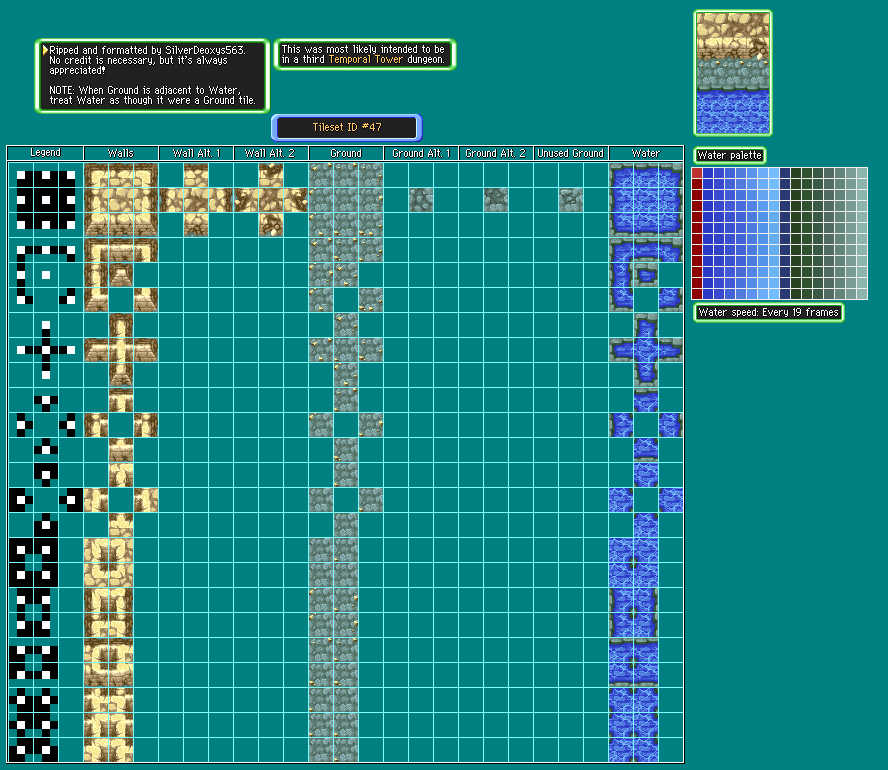 Ripped and formatted by SilverDeoxys563.
No credit is necessary, but it's always
appreciated!
NOTE: When Ground is adjacent to Water,
treat Water as though it were a Ground tile.
This was most likely intended to be
in a third Temporal Tower dungeon.
Tileset ID #47
Legend Walls Wall Alt. 1 Wall Alt. 2 Ground Ground Alt. 1 Ground Alt. 2 Unused Ground Water
Water palette
Water speed: Every 19 frames